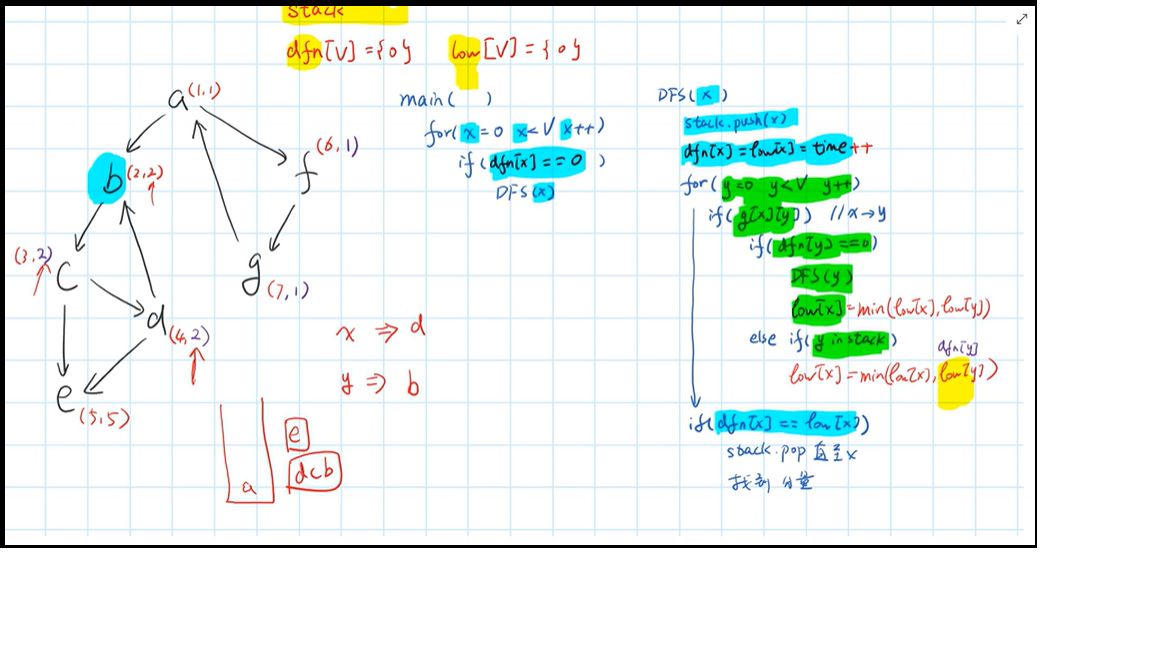 stack
dfn[V] = {0}  low[V] = {0}
main( )
for( x=0 x<V x++)
if( dfn[x] == 0 )
DFS(x)
DFS( x )
stack.push(x)
dfn[x] = low[x] = time++
for( y=0 y<V y++)
if( g[x][y] ) //x→y
if( dfn[y] == 0)
DFS(y)
low[x] = min(low[x], low[y])
else if( y in stack )
dfn[y]
low[x] = min(low[x], low[y])
if( dfn[x] == low[x] )
stack.pop 直至x
找到 分量
a (1,1)
b (2,2)
f (6,1)
c (3,2)
g (7,1)
d (4,2)
e (5,5)
x ⇒ d
y ⇒ b
e
dcb
a